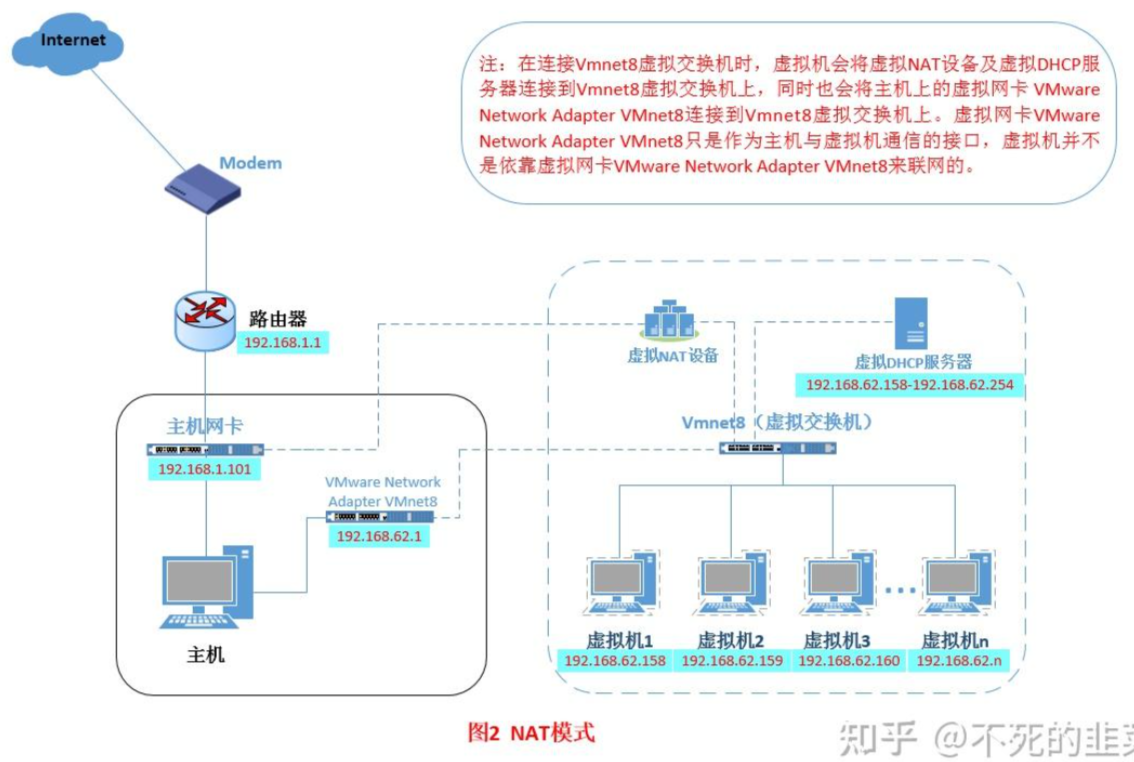 Internet
注：在连接Vmnet8虚拟交换机时，虚拟机会将虚拟NAT设备及虚拟DHCP服
务器连接到Vmnet8虚拟交换机上，同时也会将主机上的虚拟网卡 VMware
Network Adapter VMnet8连接到Vmnet8虚拟交换机上。虚拟网卡VMware
Network Adapter VMnet8只是作为主机与虚拟机通信的接口，虚拟机并不
是依靠虚拟网卡VMware Network Adapter VMnet8来联网的。
Modem
路由器
192.168.1.1
虚拟NAT设备
虚拟DHCP服务器
192.168.62.158-192.168.62.254
主机网卡
192.168.1.101
Vmnet8（虚拟交换机）
VMware Network
Adapter VMnet8
192.168.62.1
主机
虚拟机1
192.168.62.158
虚拟机2
192.168.62.159
虚拟机3
192.168.62.160
虚拟机n
192.168.62.n
图2 NAT模式
知乎 @不死的韭菜